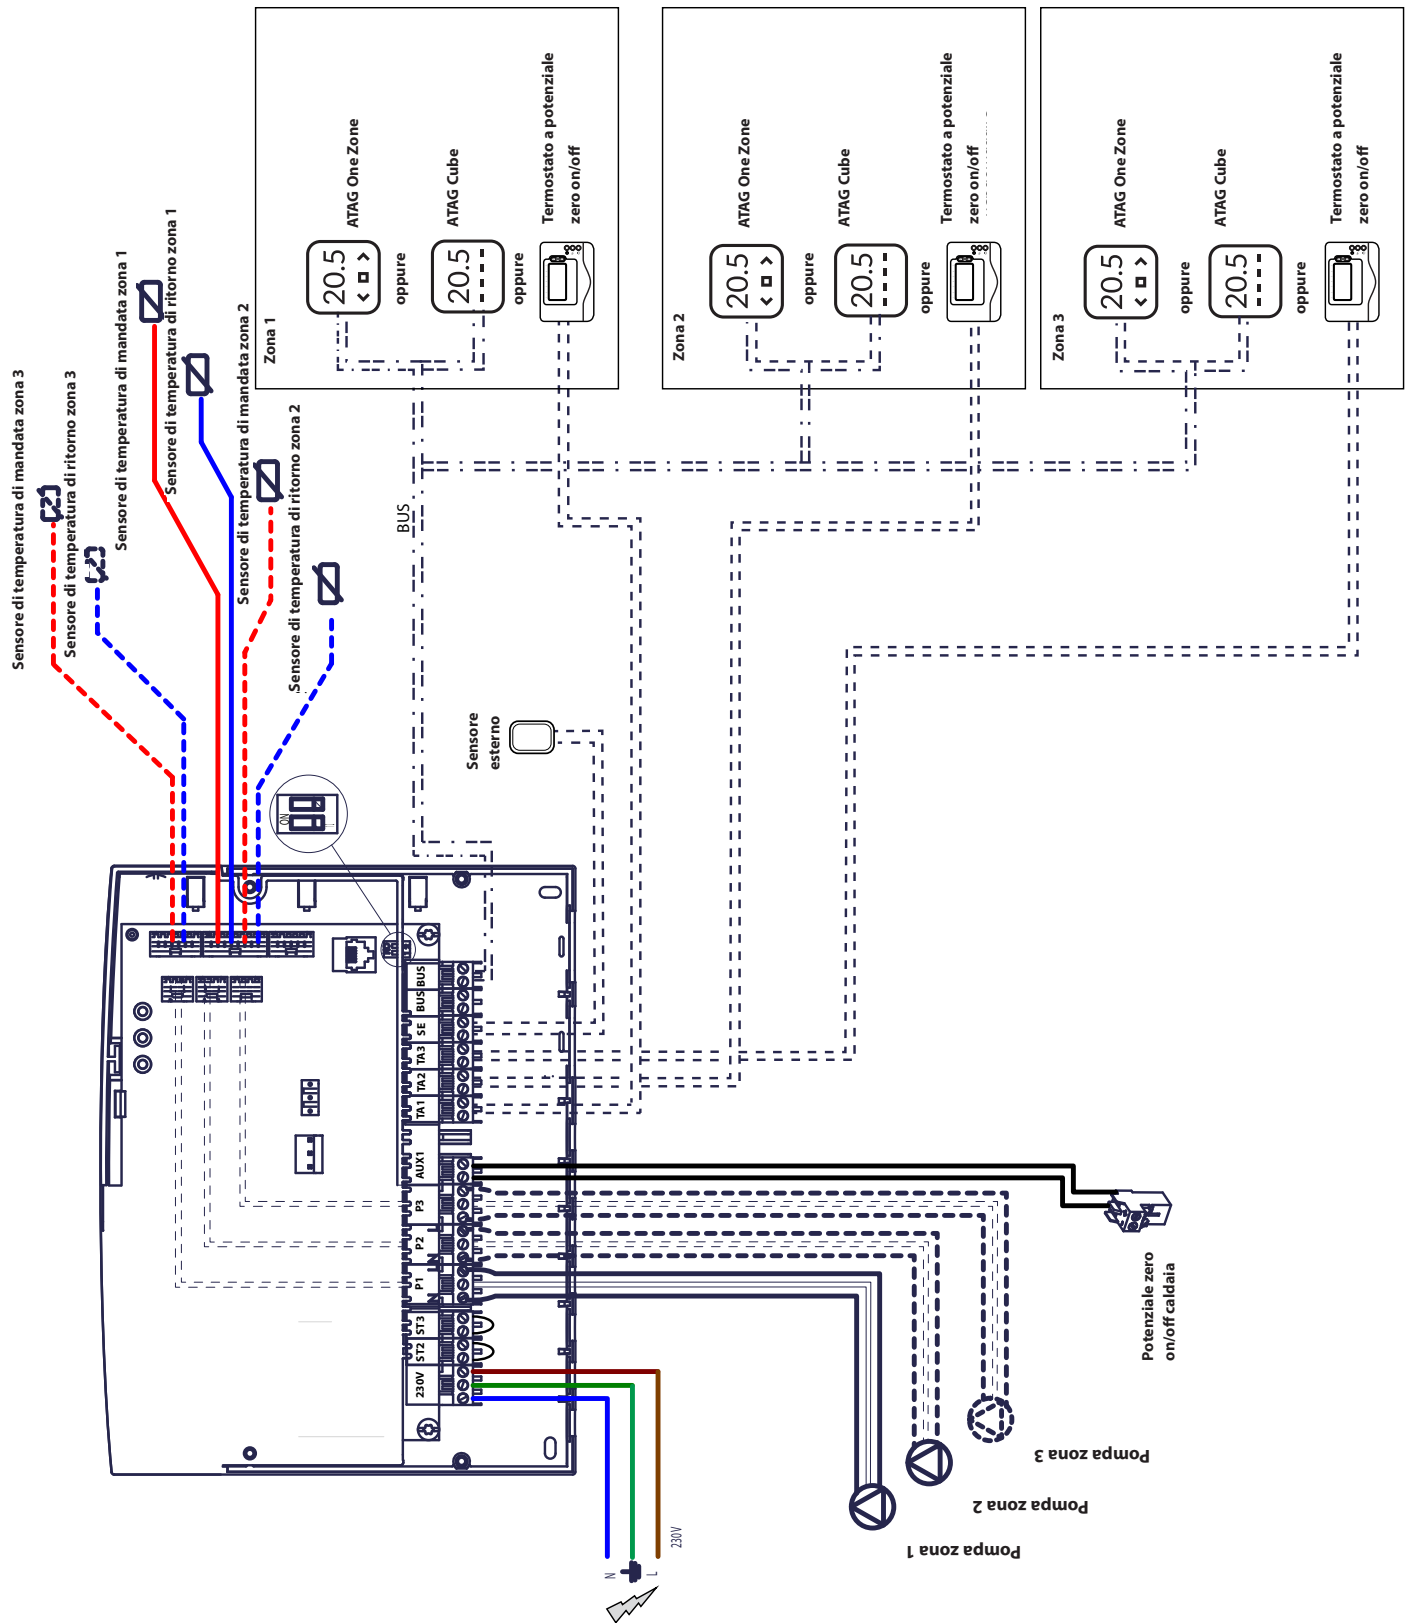 Sensore di temperatura di mandata zona 3
Sensore di temperatura di ritorno zona 3
Sensore di temperatura di mandata zona 1
Sensore di temperatura di ritorno zona 1
Sensore di temperatura di mandata zona 2
Sensore di temperatura di ritorno zona 2
Zona 1
20.5
ATAG One Zone
oppure
20.5
ATAG Cube
oppure
Termostato a potenziale
zero on/off
Zona 2
20.5
ATAG One Zone
oppure
20.5
ATAG Cube
oppure
Termostato a potenziale
zero on/off
Zona 3
20.5
ATAG One Zone
oppure
20.5
ATAG Cube
oppure
Termostato a potenziale
zero on/off
BUS
Sensore
esterno
ON
230V
ST2
ST3
P1
P2
P3
AUX1
TA1
TA2
TA3
SE
BUS
BUS
N
N
N
L
230V
Pompa zona 1
Pompa zona 2
Pompa zona 3
Potenziale zero
on/off caldaia